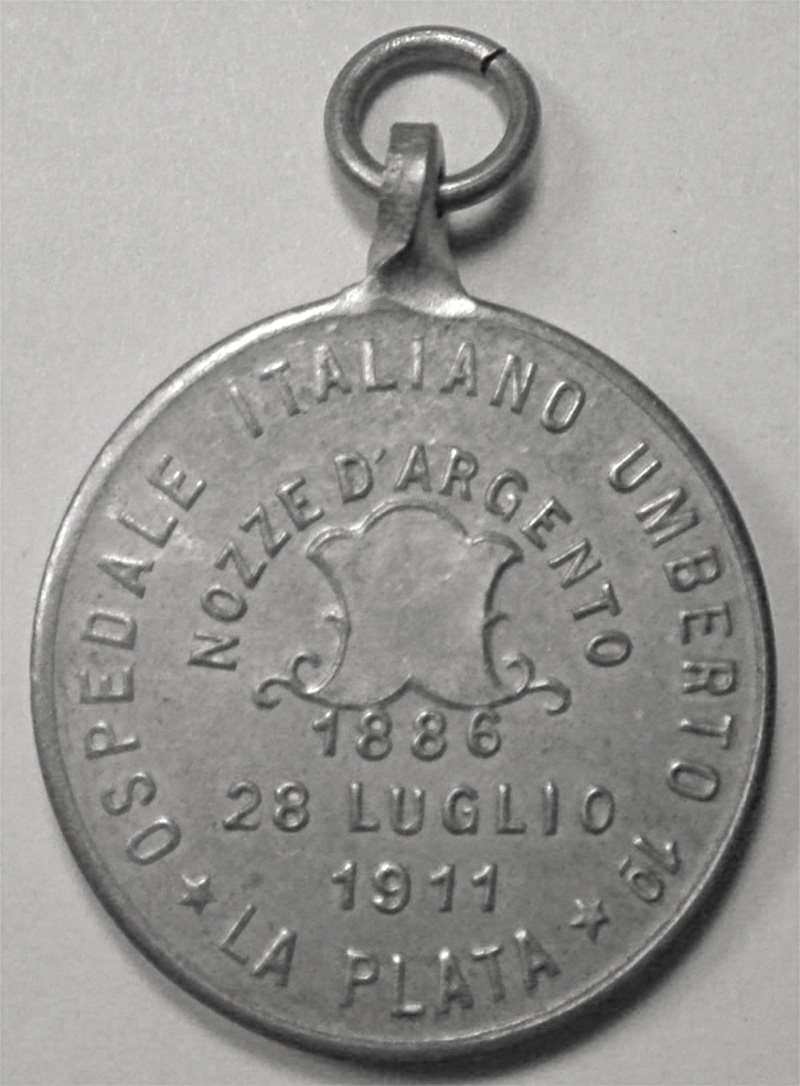 OSPEDALE ITALIANO UMBERTO 1º
NOZZE D'ARGENTO
1886
28 LUGLIO
1911
LA PLATA